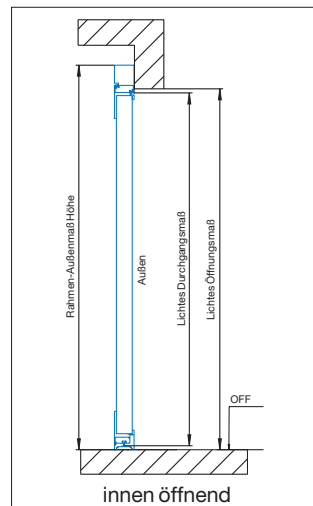 Rahmen-Außenmaß Höhe
Außen
Lichtes Durchgangsmaß
Lichtes Öffnungsmaß
OFF
innen öffnend